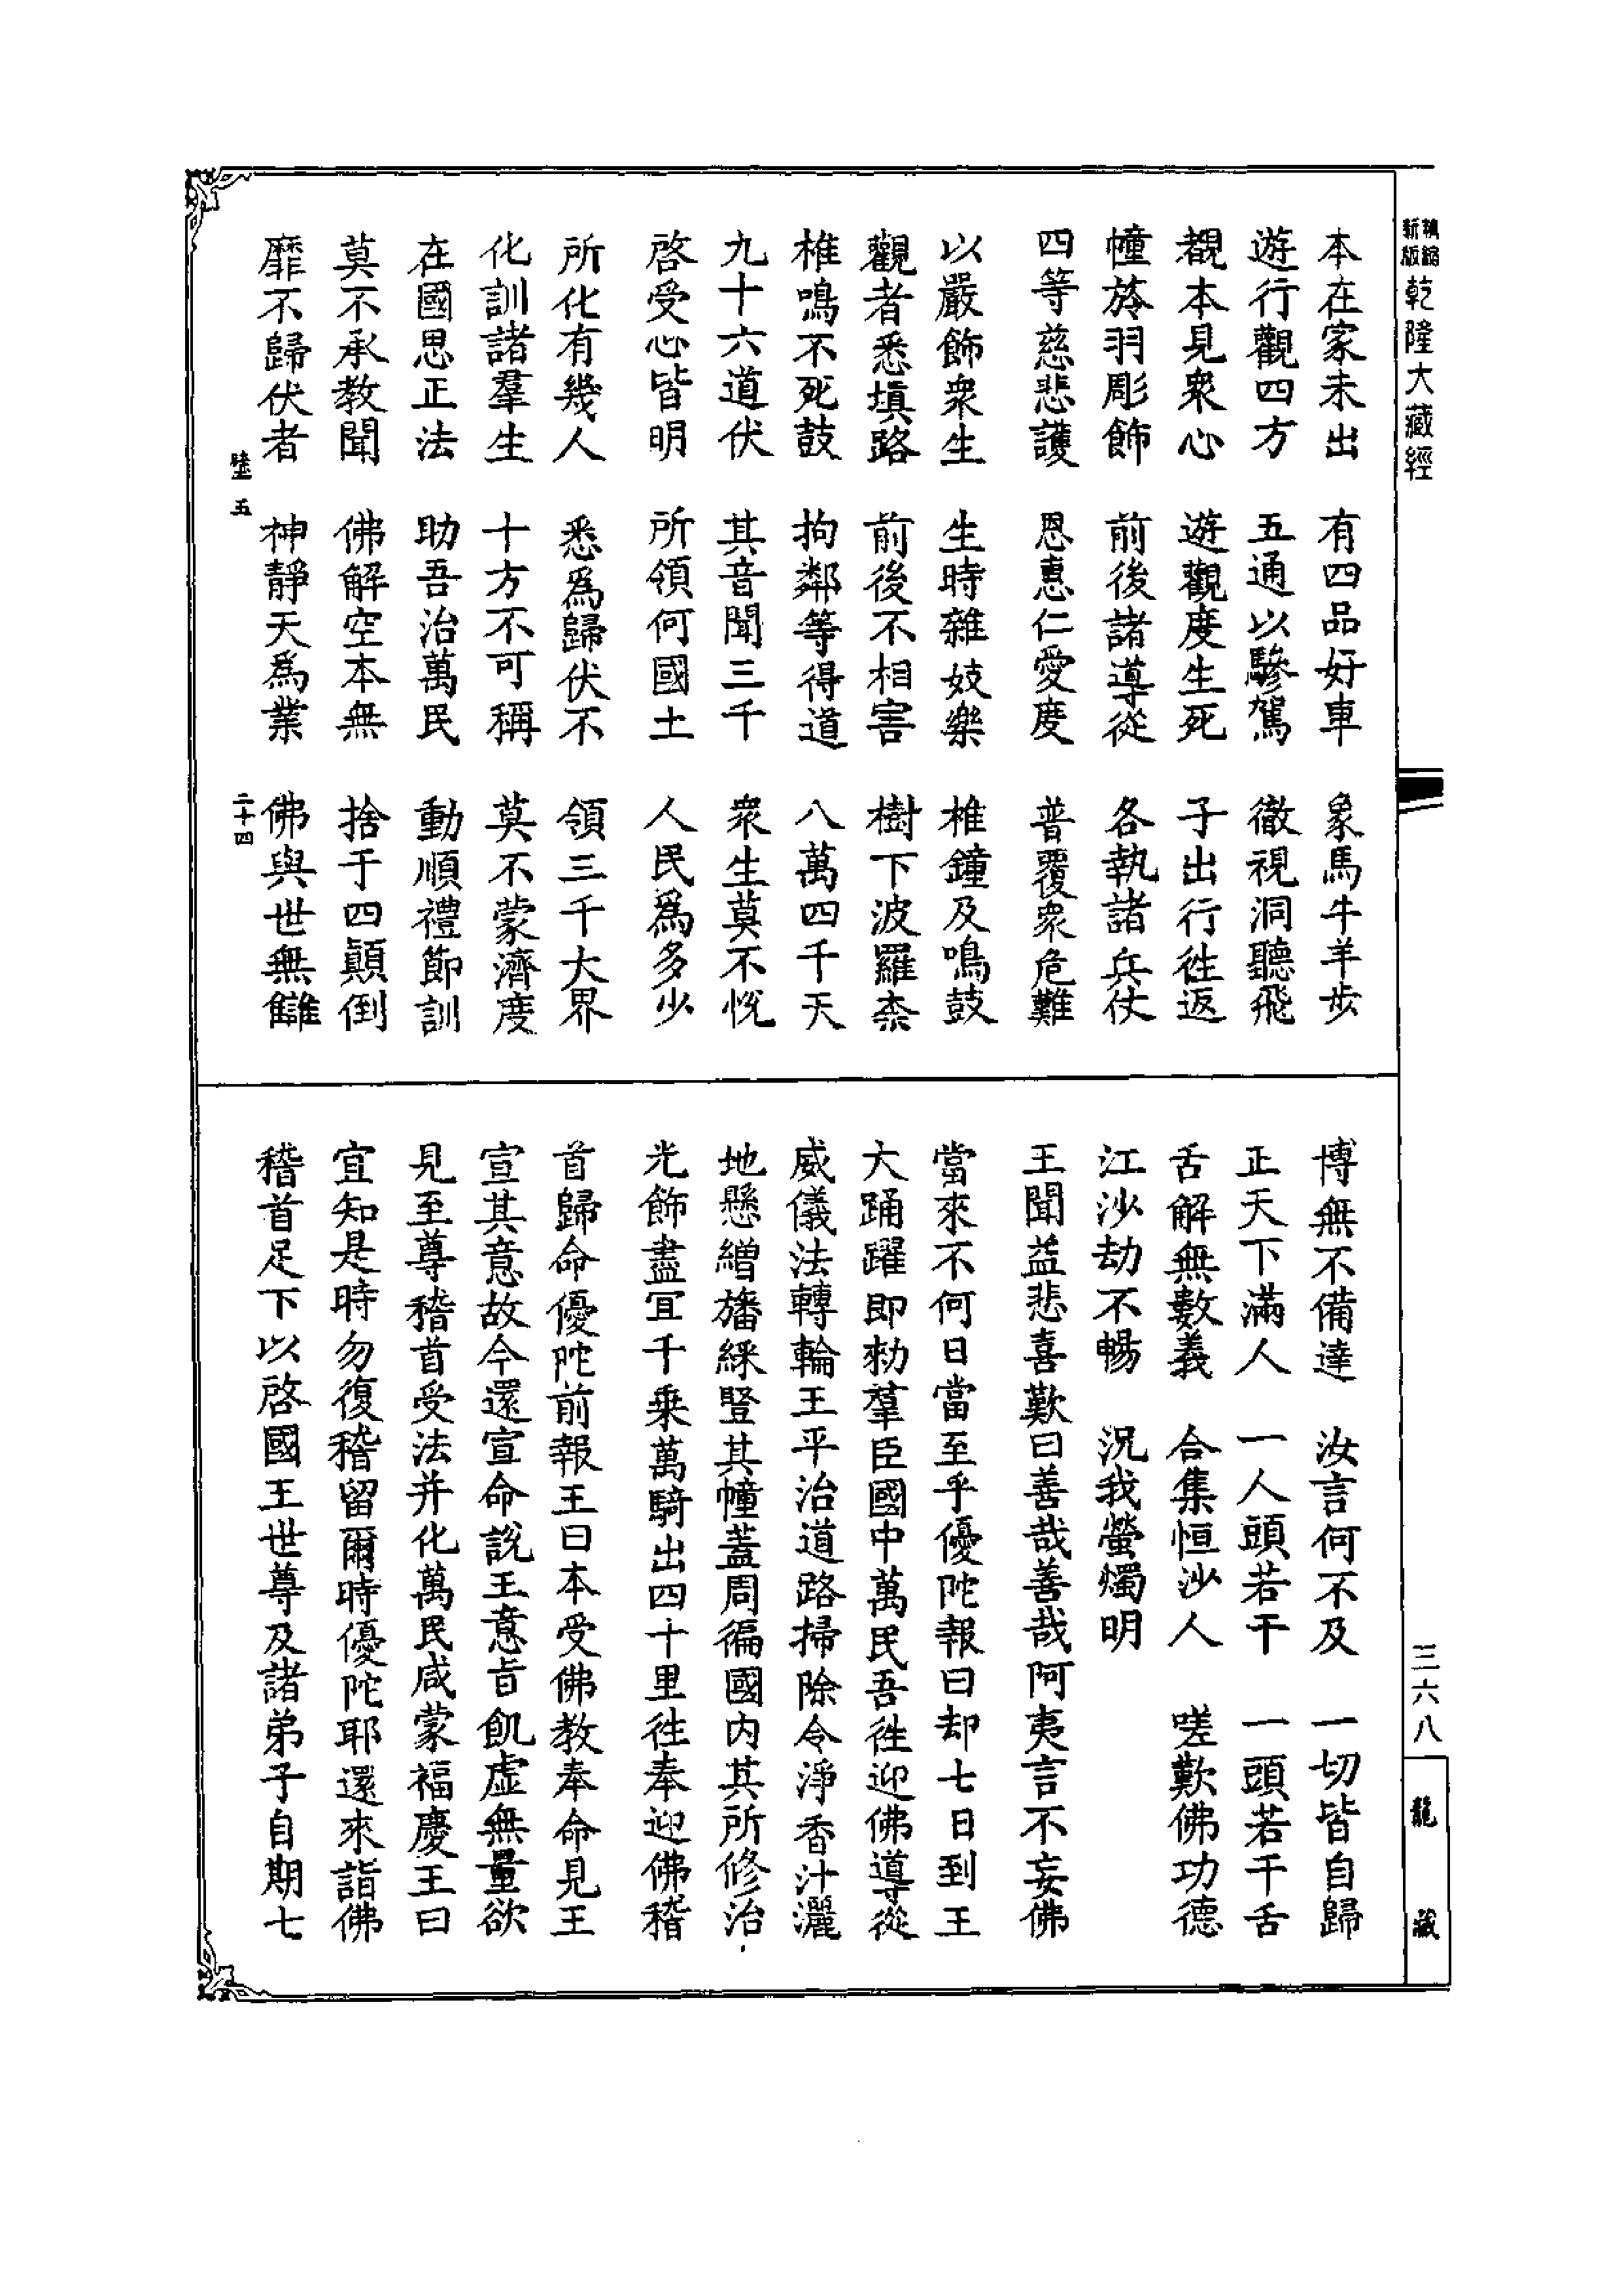 新編縮版乾隆大藏經
本在家未出　有四品好車　象馬牛羊步
遊行觀四方　五通以驂駕　徹視洞聽飛
覩本見衆心　遊觀度生死　子出行徃返
幢於羽彫飾　前後諸導從　各執諸兵仗
四等慈悲護　恩惠仁愛度　普覆衆危難
以嚴飾衆生　生時雜妓樂　椎鐘及鳴鼓
觀者悉填路　前後不相害　樹下波羅柰
椎鳴不死鼓　拘鄰等得道　八萬四千天
九十六道伏　其音聞三千　衆生莫不悅
啓受心皆明　所領何國土　人民爲多少
所化有幾人　悉爲歸伏不　領三千大界
化訓諸羣生　十方不可稱　莫不蒙濟度
在國思正法　助吾治萬民　動順禮節訓
莫不承教聞　佛解空本無　捨于四顛倒
靡不歸伏者　神靜天爲業　佛與世無讎
陸五　二十四
博無不備達　汝言何不及　一切皆自歸
正天下滿人　一人頭若干　一頭若干舌
舌解無數義　合集恒沙人　嗟歎佛功德
江沙劫不暢　況我螢燭明
王聞益悲喜歎曰善哉善哉阿夷言不妄佛
當來不何日當至乎優陀報曰却七日到王
大踊躍即勑羣臣國中萬民吾徃迎佛導從
威儀法轉輪王平治道路掃除令淨香汁灑
地懸繒旛綵豎其幢蓋周徧國内其所修治
光飾盡宜千乗萬騎出四十里徃奉迎佛稽
首歸命優陀前報王曰本受佛教奉命見王
宣其意故今還宣命說王意旨飢虛無量欲
見至尊稽首受法并化萬民咸蒙福慶王曰
宜知是時勿復稽留爾時優陀耶還來詣佛
稽首足下以啓國王世尊及諸弟子自期七
三六八
龍藏